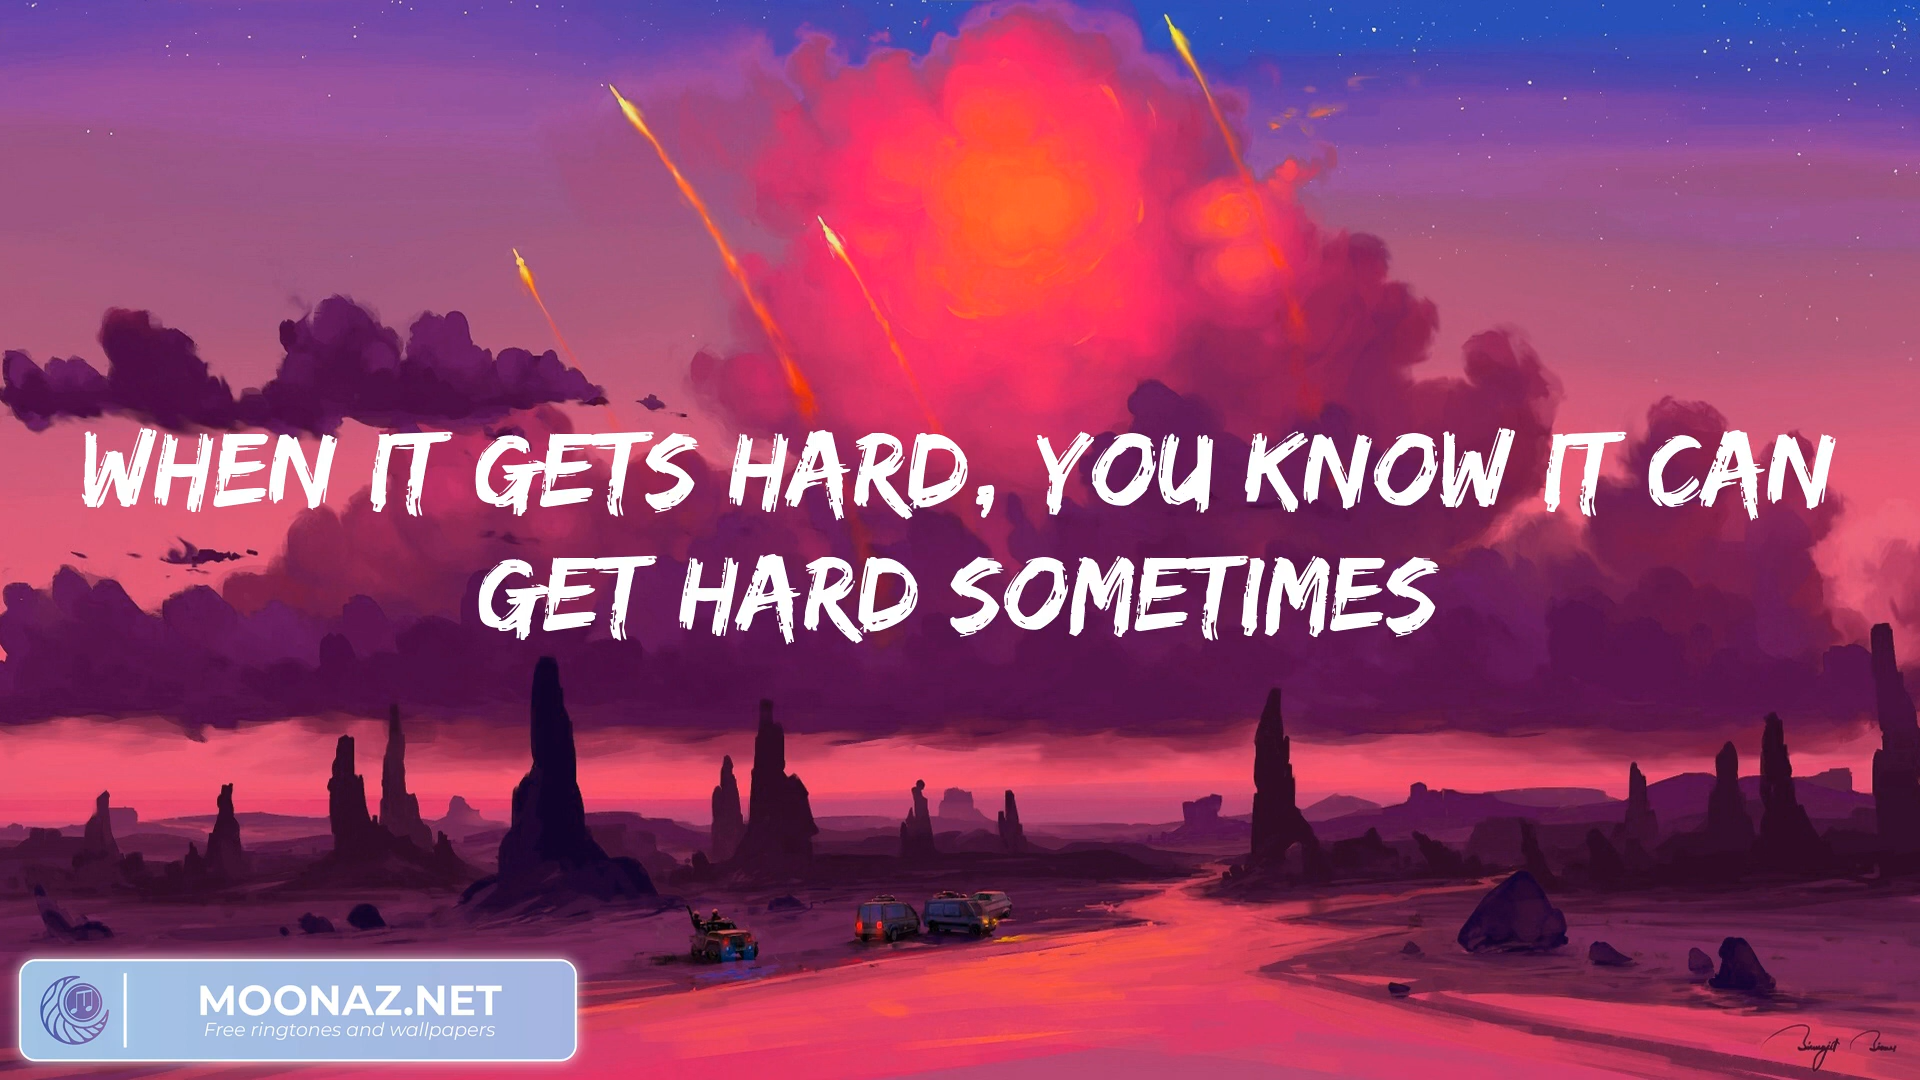 WHEN IT GETS HARD, YOU KNOW IT CAN
GET HARD SOMETIMES
MOONAZ.NET
Free ringtones and wallpapers